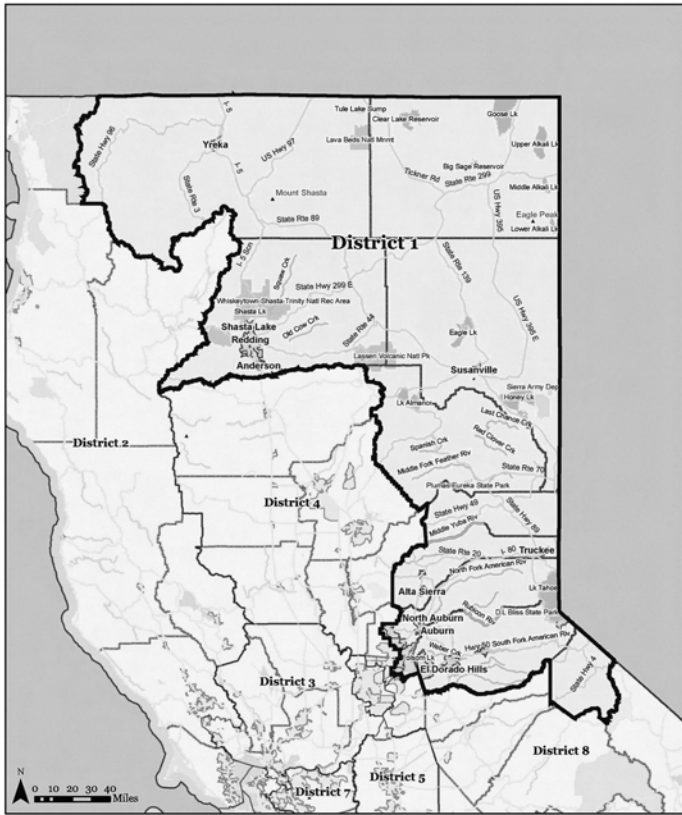 Tule Lake Sump
Goose Lk
Clear Lake Reservoir
State Hwy 96
I- 5
US Hwy 97
Lava Beds Natl Mnmt
Yreka
Upper Alkali Lk
I-5
Big Sage Reservoir
Tickner Rd
State Rte 299
State Rte 3
Middle Alkali Lk
Mount Shasta
US Hwy 395
Eagle Peak
State Rte 89
Lower Alkali Lk
District 1
I- 5 Scn
Squaw Crk
State Hwy 299 E
State Rte 139
Whiskeytown-Shasta-Trinity Natl Rec Area
US Hwy 395 E
Shasta Lk
Shasta Lake
Old Cow Crk
State Rte 44
Eagle Lk
Redding
Lassen Volcanic Natl Pk
Anderson
Susanville
Sierra Army Dep
Lk Almanor
Honey Lk
Last Chance Crk
Red Clover Crk
District 2
Spanish Crk
Middle Fork Feather Riv
State Rte 70
Plumas Eureka State Park
District 4
State Hwy 49
State Hwy 89
Middle Yuba Riv
State Rte 20
I- 80
Truckee
North Fork American Riv
Alta Sierra
Lk Tahoe
Rubicon Riv
D.L Bliss State Park
North Auburn
Auburn
Hwy 50
South Fork American Riv
Weber Crk
Folsom Lk
El Dorado Hills
State Hwy 4
District 3
District 8
District 5
District 7
N
0 5 10 20 30 40
Miles